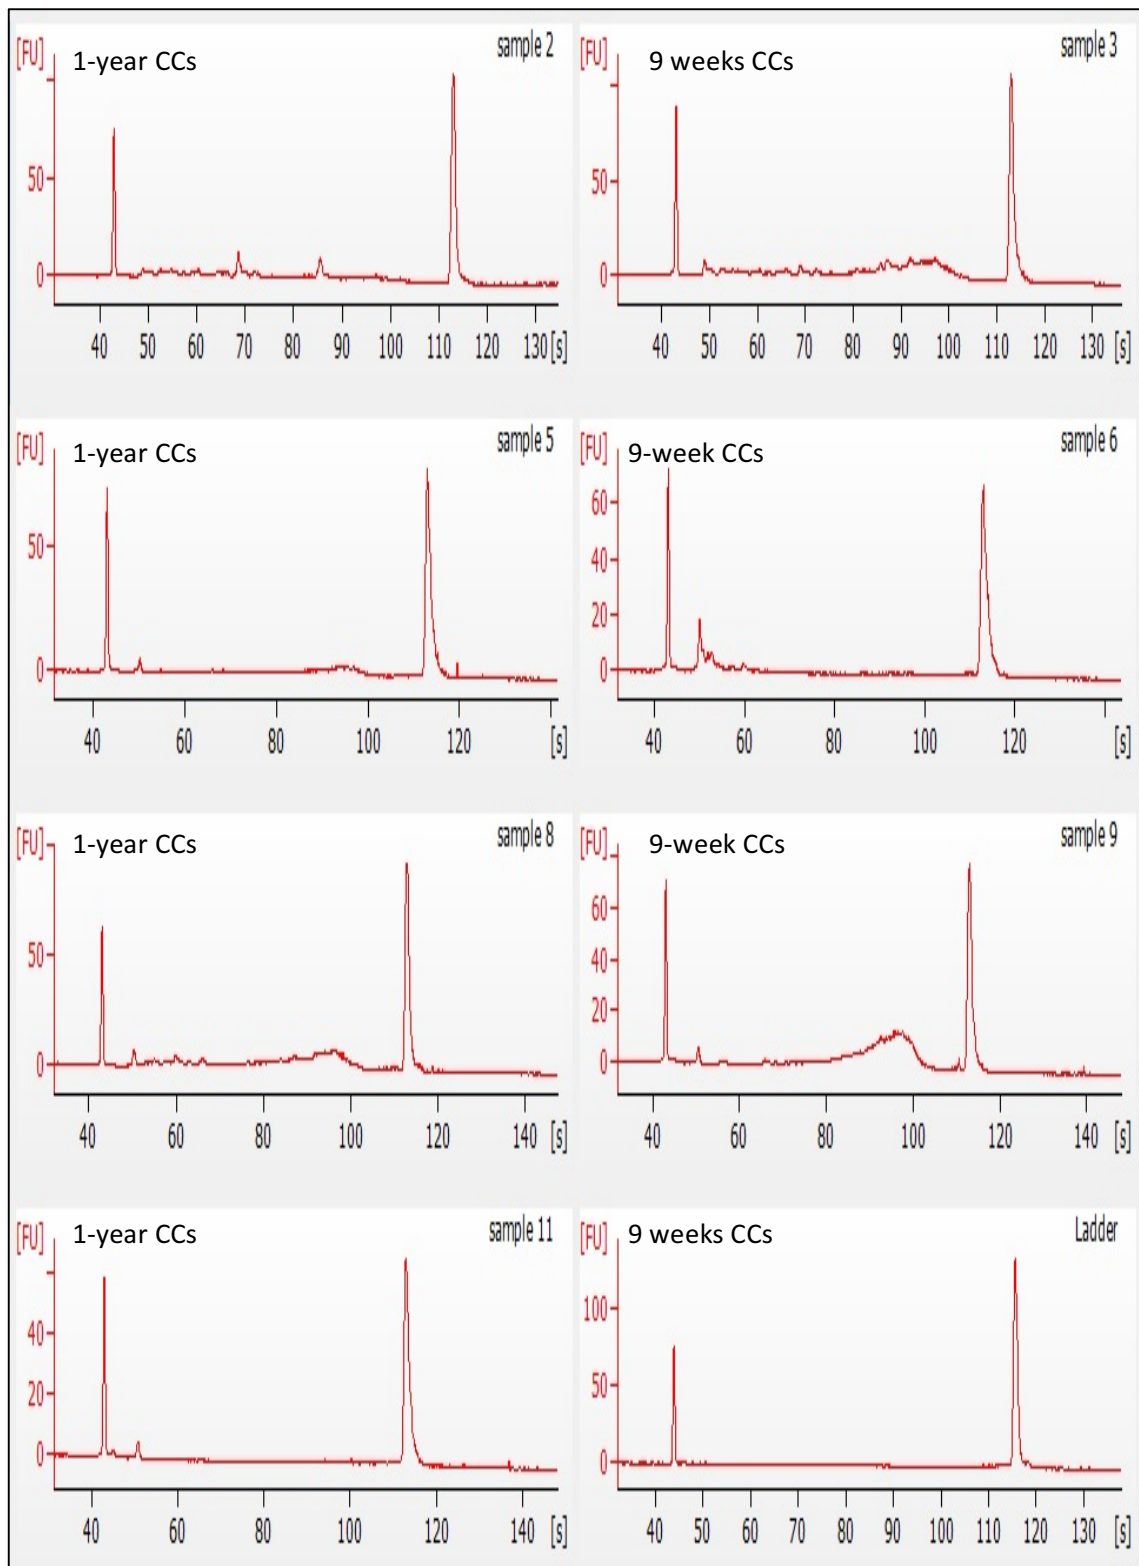 [FU] 1-year CCs sample 2
50
0
40 50 60 70 80 90 100 110 120 130 [s]
[FU] 9 weeks CCs sample 3
50
0
40 50 60 70 80 90 100 110 120 130 [s]
[FU] 1-year CCs sample 5
50
0
40 60 80 100 120 [s]
[FU] 9-week CCs sample 6
60
40
20
0
40 60 80 100 120 [s]
[FU] 1-year CCs sample 8
50
0
40 60 80 100 120 140 [s]
[FU] 9-week CCs sample 9
60
40
20
0
40 60 80 100 120 140 [s]
[FU] 1-year CCs sample 11
40
20
0
40 60 80 100 120 140 [s]
[FU] 9 weeks CCs Ladder
100
50
0
40 50 60 70 80 90 100 110 120 130 [s]